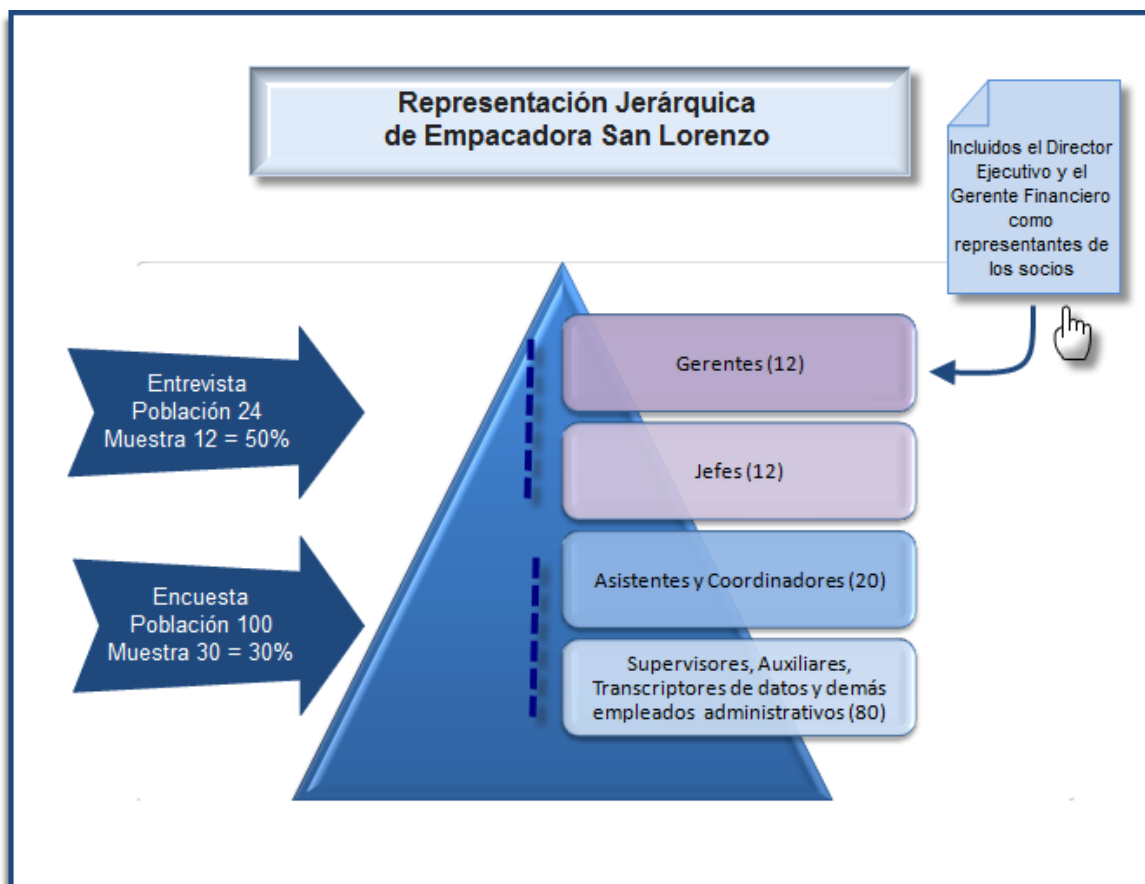 Representación Jerárquica
de Empacadora San Lorenzo
Incluidos el Director
Ejecutivo y el
Gerente Financiero
como
representantes de
los socios
Entrevista
Población 24
Muestra 12 = 50%
Gerentes (12)
Jefes (12)
Encuesta
Población 100
Muestra 30 = 30%
Asistentes y Coordinadores (20)
Supervisores, Auxiliares,
Transcriptores de datos y demás
empleados administrativos (80)